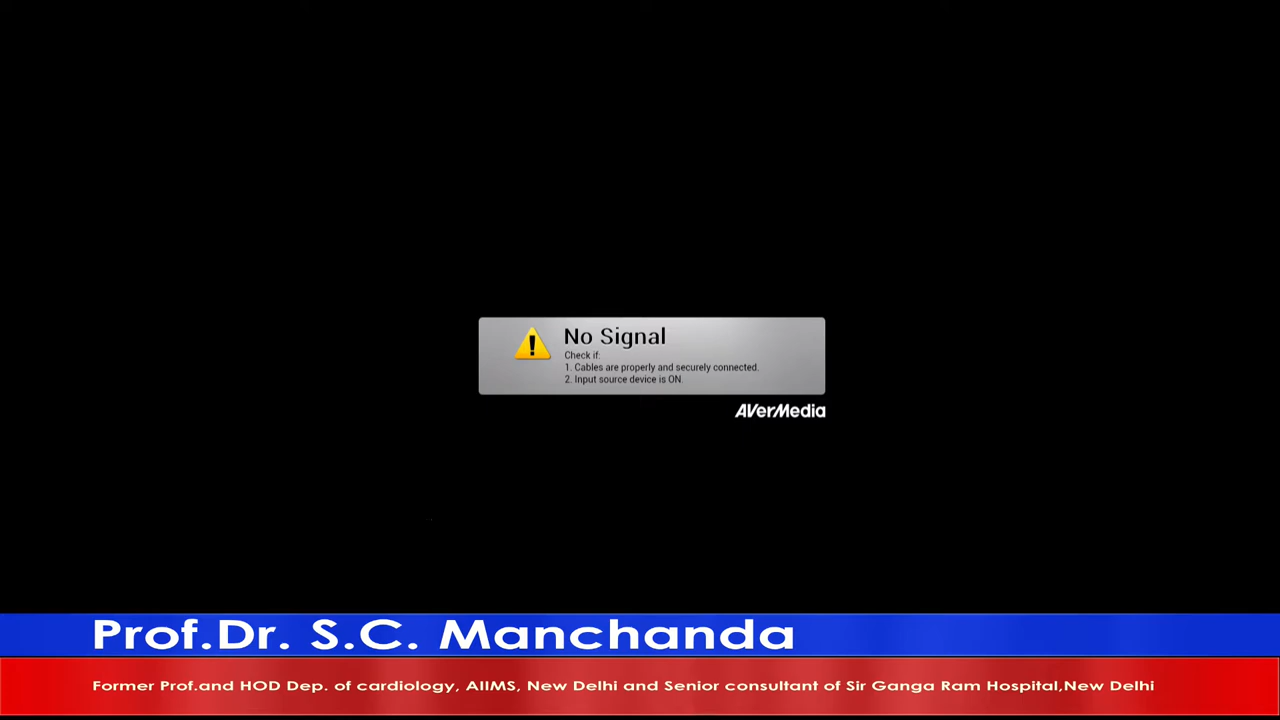 No Signal
Check if:
1. Cables are properly and securely connected.
2. Input source device is ON.
AVerMedia
Prof.Dr. S.C. Manchanda
Former Prof.and HOD Dep. of cardiology, AIIMS, New Delhi and Senior consultant of Sir Ganga Ram Hospital,New Delhi